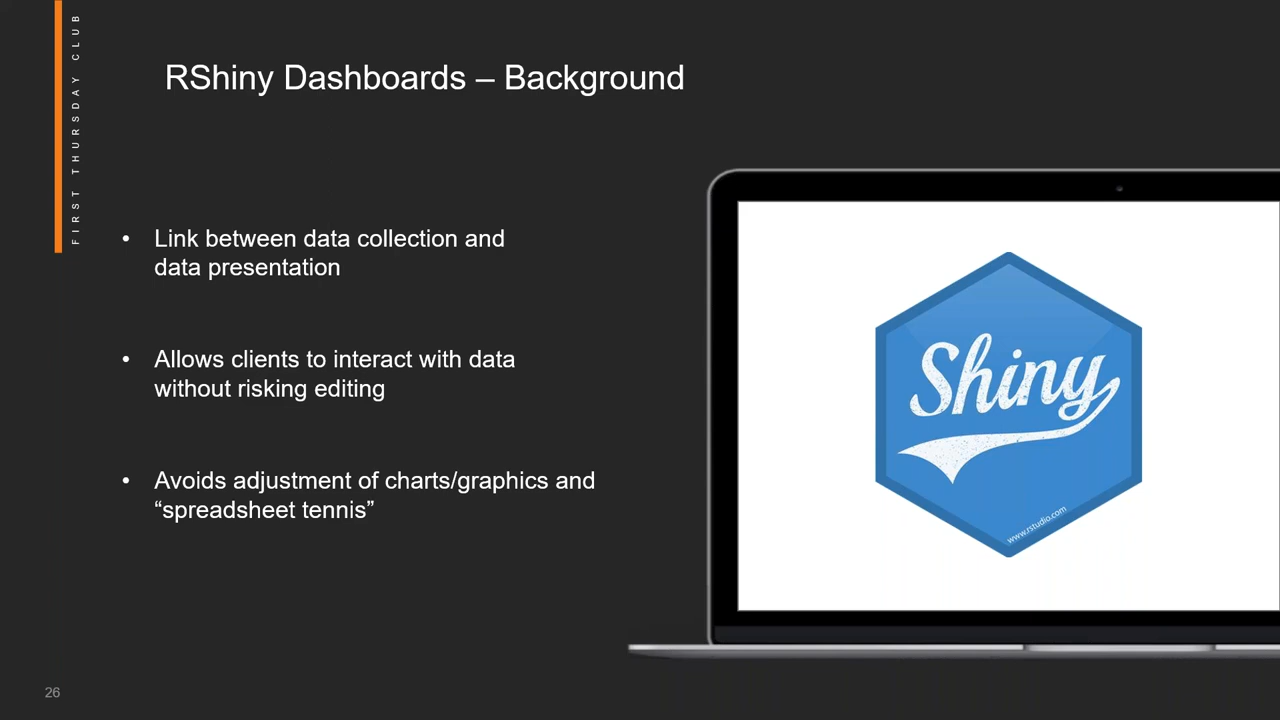 FIRST THURSDAY CLUB
RShiny Dashboards – Background
• Link between data collection and
data presentation
• Allows clients to interact with data
without risking editing
• Avoids adjustment of charts/graphics and
“spreadsheet tennis”
Shiny
www.rstudio.com
26